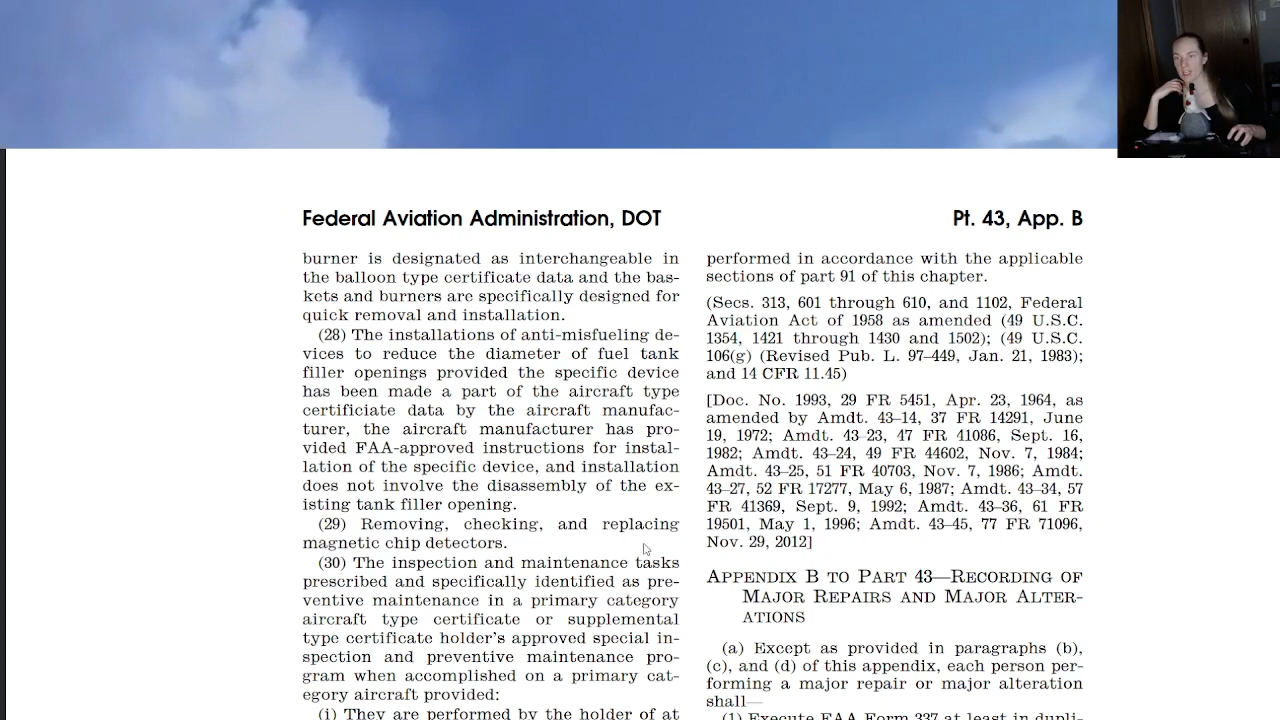 Federal Aviation Administration, DOT
Pt. 43, App. B
burner is designated as interchangeable in
the balloon type certificate data and the bas-
kets and burners are specifically designed for
quick removal and installation.
(28) The installations of anti-misfueling de-
vices to reduce the diameter of fuel tank
filler openings provided the specific device
has been made a part of the aircraft type
certificiate data by the aircraft manufac-
turer, the aircraft manufacturer has pro-
vided FAA-approved instructions for instal-
lation of the specific device, and installation
does not involve the disassembly of the ex-
isting tank filler opening.
(29) Removing, checking, and replacing
magnetic chip detectors.
(30) The inspection and maintenance tasks
prescribed and specifically identified as pre-
ventive maintenance in a primary category
aircraft type certificate or supplemental
type certificate holder's approved special in-
spection and preventive maintenance pro-
gram when accomplished on a primary cat-
egory aircraft provided:
(i) They are performed by the holder of at
performed in accordance with the applicable
sections of part 91 of this chapter.
(Secs. 313, 601 through 610, and 1102, Federal
Aviation Act of 1958 as amended (49 U.S.C.
1354, 1421 through 1430 and 1502); (49 U.S.C.
106(g) (Revised Pub. L. 97–449, Jan. 21, 1983);
and 14 CFR 11.45)
[Doc. No. 1993, 29 FR 5451, Apr. 23, 1964, as
amended by Amdt. 43–14, 37 FR 14291, June
19, 1972; Amdt. 43–23, 47 FR 41086, Sept. 16,
1982; Amdt. 43–24, 49 FR 44602, Nov. 7, 1984;
Amdt. 43–25, 51 FR 40703, Nov. 7, 1986; Amdt.
43–27, 52 FR 17277, May 6, 1987; Amdt. 43–34, 57
FR 41369, Sept. 9, 1992; Amdt. 43–36, 61 FR
19501, May 1, 1996; Amdt. 43–45, 77 FR 71096,
Nov. 29, 2012]
APPENDIX B TO PART 43—RECORDING OF
MAJOR REPAIRS AND MAJOR ALTER-
ATIONS
(a) Except as provided in paragraphs (b),
(c), and (d) of this appendix, each person per-
forming a major repair or major alteration
shall—
(1) Execute FAA Form 337 at least in dupli-